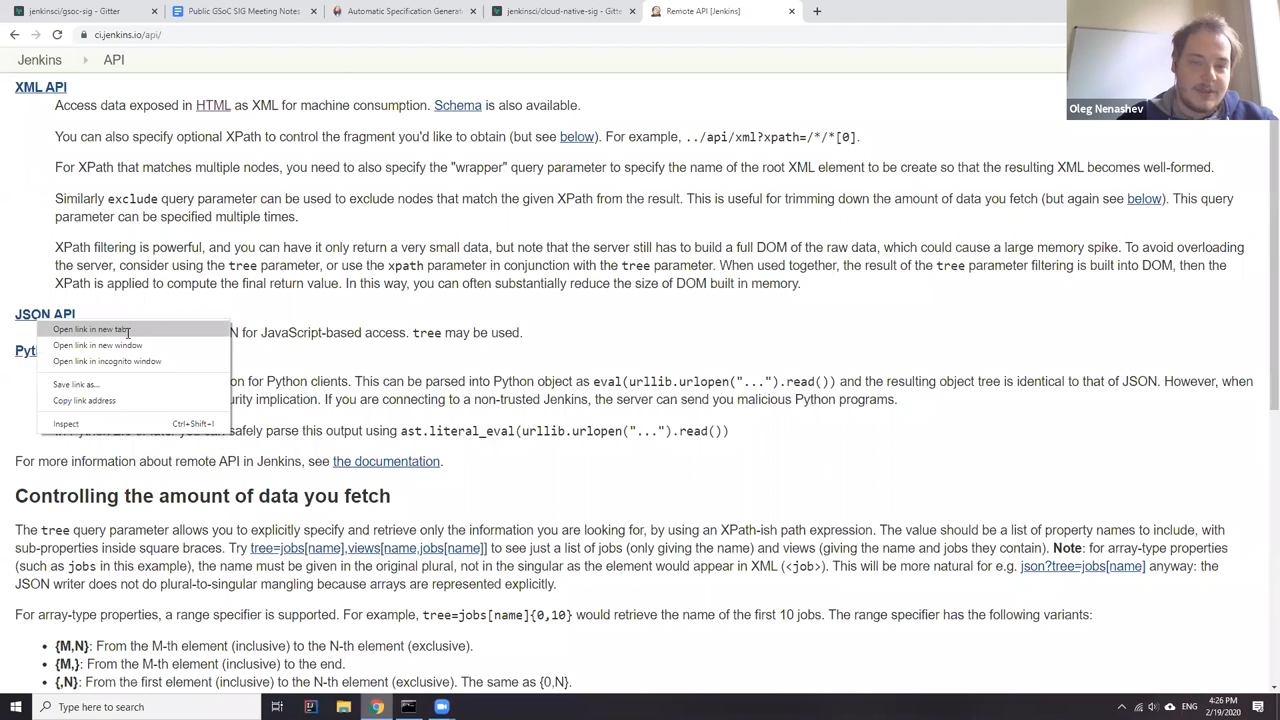 jenkinsci/gsoc-sig - Gitter
Public GSoC SIG Meeting Notes
Automatic Specification Generat
jenkinsci/cloud-native-sig - Gitt
Remote API [Jenkins]
ci.jenkins.io/api/
Jenkins
API
Oleg Nenashev
XML API
Access data exposed in HTML as XML for machine consumption. Schema is also available.
You can also specify optional XPath to control the fragment you'd like to obtain (but see below). For example, ../api/xml?xpath=/*/*[0].
For XPath that matches multiple nodes, you need to also specify the "wrapper" query parameter to specify the name of the root XML element to be create so that the resulting XML becomes well-formed.
Similarly exclude query parameter can be used to exclude nodes that match the given XPath from the result. This is useful for trimming down the amount of data you fetch (but again see below). This query
parameter can be specified multiple times.
XPath filtering is powerful, and you can have it only return a very small data, but note that the server still has to build a full DOM of the raw data, which could cause a large memory spike. To avoid overloading
the server, consider using the tree parameter, or use the xpath parameter in conjunction with the tree parameter. When used together, the result of the tree parameter filtering is built into DOM, then the
XPath is applied to compute the final return value. In this way, you can often substantially reduce the size of DOM built in memory.
JSON API
Open link in new tab
N for JavaScript-based access. tree may be used.
Open link in new window
Pyt
Open link in incognito window
Save link as...
on for Python clients. This can be parsed into Python object as eval(urllib.urlopen("...").read()) and the resulting object tree is identical to that of JSON. However, when
Copy link address
urity implication. If you are connecting to a non-trusted Jenkins, the server can send you malicious Python programs.
Inspect Ctrl+Shift+I
safely parse this output using ast.literal_eval(urllib.urlopen("...").read())
For more information about remote API in Jenkins, see the documentation.
Controlling the amount of data you fetch
The tree query parameter allows you to explicitly specify and retrieve only the information you are looking for, by using an XPath-ish path expression. The value should be a list of property names to include, with
sub-properties inside square braces. Try tree=jobs[name],views[name,jobs[name]] to see just a list of jobs (only giving the name) and views (giving the name and jobs they contain). Note: for array-type properties
(such as jobs in this example), the name must be given in the original plural, not in the singular as the element would appear in XML (<job>). This will be more natural for e.g. json?tree=jobs[name] anyway: the
JSON writer does not do plural-to-singular mangling because arrays are represented explicitly.
For array-type properties, a range specifier is supported. For example, tree=jobs[name]{0,10} would retrieve the name of the first 10 jobs. The range specifier has the following variants:
• {M,N}: From the M-th element (inclusive) to the N-th element (exclusive).
• {M,}: From the M-th element (inclusive) to the end.
• {,N}: From the first element (inclusive) to the N-th element (exclusive). The same as {0,N}.
Type here to search
ENG
4:26 PM
2/19/2020